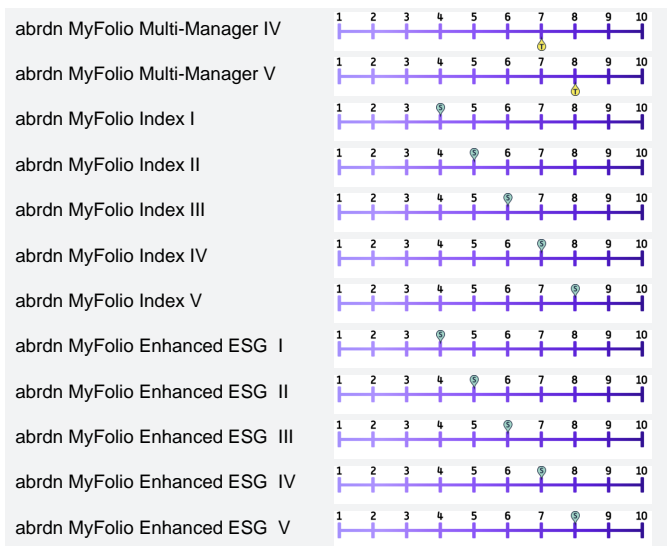 abrdn MyFolio Multi-Manager IV 1 2 3 4 5 6 7 8 9 10
T
abrdn MyFolio Multi-Manager V 1 2 3 4 5 6 7 8 9 10
T
abrdn MyFolio Index I 1 2 3 4 S 5 6 7 8 9 10
abrdn MyFolio Index II 1 2 3 4 5 S 6 7 8 9 10
abrdn MyFolio Index III 1 2 3 4 5 6 S 7 8 9 10
abrdn MyFolio Index IV 1 2 3 4 5 6 7 S 8 9 10
abrdn MyFolio Index V 1 2 3 4 5 6 7 8 S 9 10
abrdn MyFolio Enhanced ESG I 1 2 3 4 S 5 6 7 8 9 10
abrdn MyFolio Enhanced ESG II 1 2 3 4 5 S 6 7 8 9 10
abrdn MyFolio Enhanced ESG III 1 2 3 4 5 6 S 7 8 9 10
abrdn MyFolio Enhanced ESG IV 1 2 3 4 5 6 7 S 8 9 10
abrdn MyFolio Enhanced ESG V 1 2 3 4 5 6 7 8 S 9 10